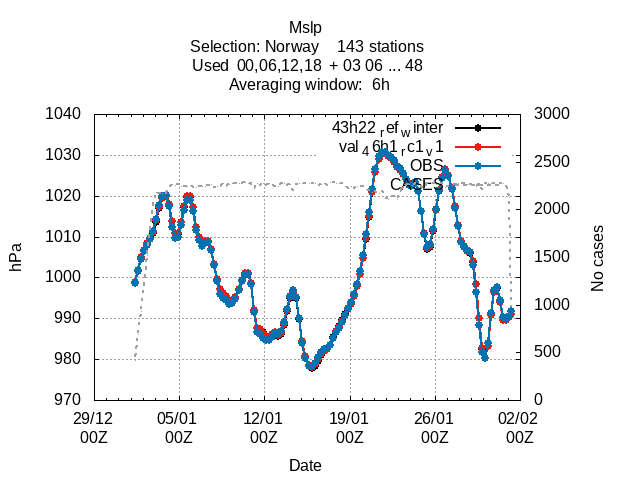 Mslp
Selection: Norway 143 stations
Used 00,06,12,18 + 03 06 ... 48
Averaging window: 6h
1040 3000
43h22refwinter
val46h1rc1v1
1030
OBS
2500
CASES
1020
2000
1010
hPa
No cases
1500
1000
1000
990
980
500
970 0
29/12 05/01 12/01 19/01 26/01 02/02
00Z 00Z 00Z 00Z 00Z 00Z
Date